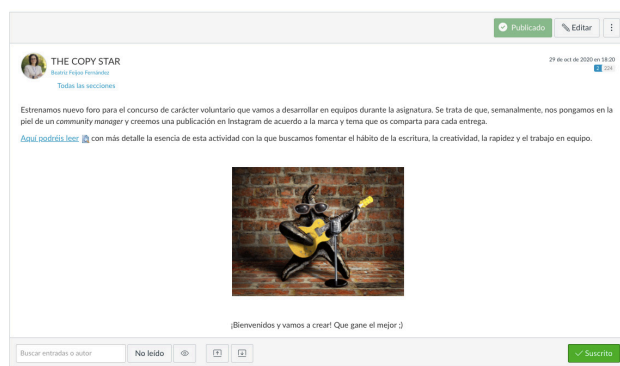 Publicado
Editar
THE COPY STAR
Beatriz Feijoo Fernández
Todas las secciones
29 de oct de 2020 en 18:20
2 224
Estrenamos nuevo foro para el concurso de carácter voluntario que vamos a desarrollar en equipos durante la asignatura. Se trata de que, semanalmente, nos pongamos en la
piel de un community manager y creemos una publicación en Instagram de acuerdo a la marca y tema que os comparta para cada entrega.
Aquí podréis leer con más detalle la esencia de esta actividad con la que buscamos fomentar el hábito de la escritura, la creatividad, la rapidez y el trabajo en equipo.
¡Bienvenidos y vamos a crear! Que gane el mejor ;)
Buscar entradas o autor
No leído
Suscrito